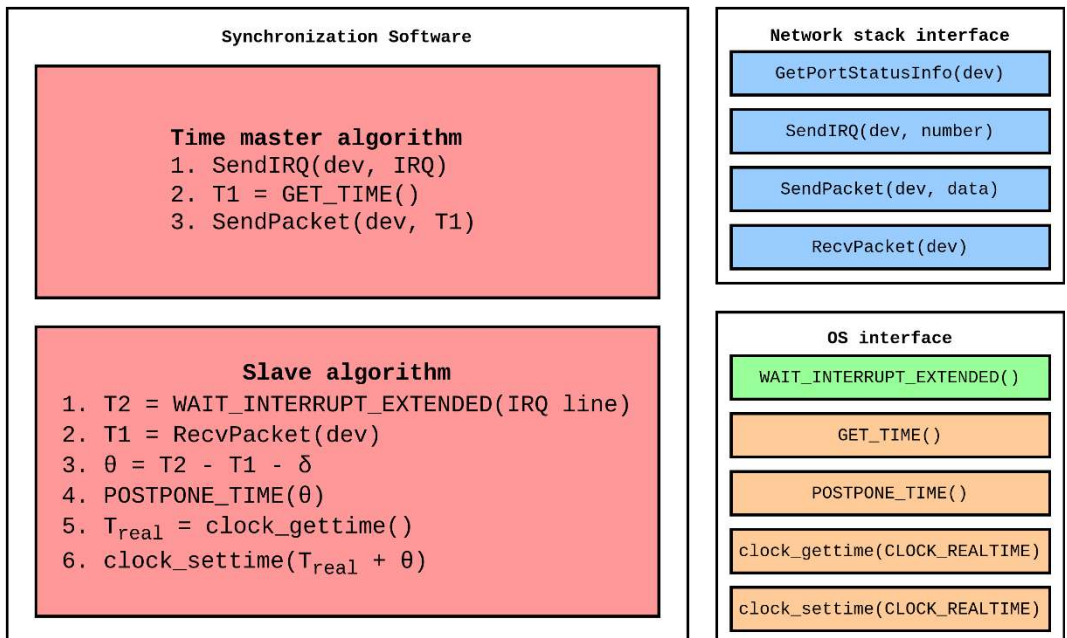 Synchronization Software
Time master algorithm
1. SendIRQ(dev, IRQ)
2. T1 = GET_TIME()
3. SendPacket(dev, T1)
Slave algorithm
1. T2 = WAIT_INTERRUPT_EXTENDED(IRQ line)
2. T1 = RecvPacket(dev)
3. θ = T2 - T1 - δ
4. POSTPONE_TIME(θ)
5. Treal = clock_gettime()
6. clock_settime(Treal + θ)
Network stack interface
GetPortStatusInfo(dev)
SendIRQ(dev, number)
SendPacket(dev, data)
RecvPacket(dev)
OS interface
WAIT_INTERRUPT_EXTENDED()
GET_TIME()
POSTPONE_TIME()
clock_gettime(CLOCK_REALTIME)
clock_settime(CLOCK_REALTIME)